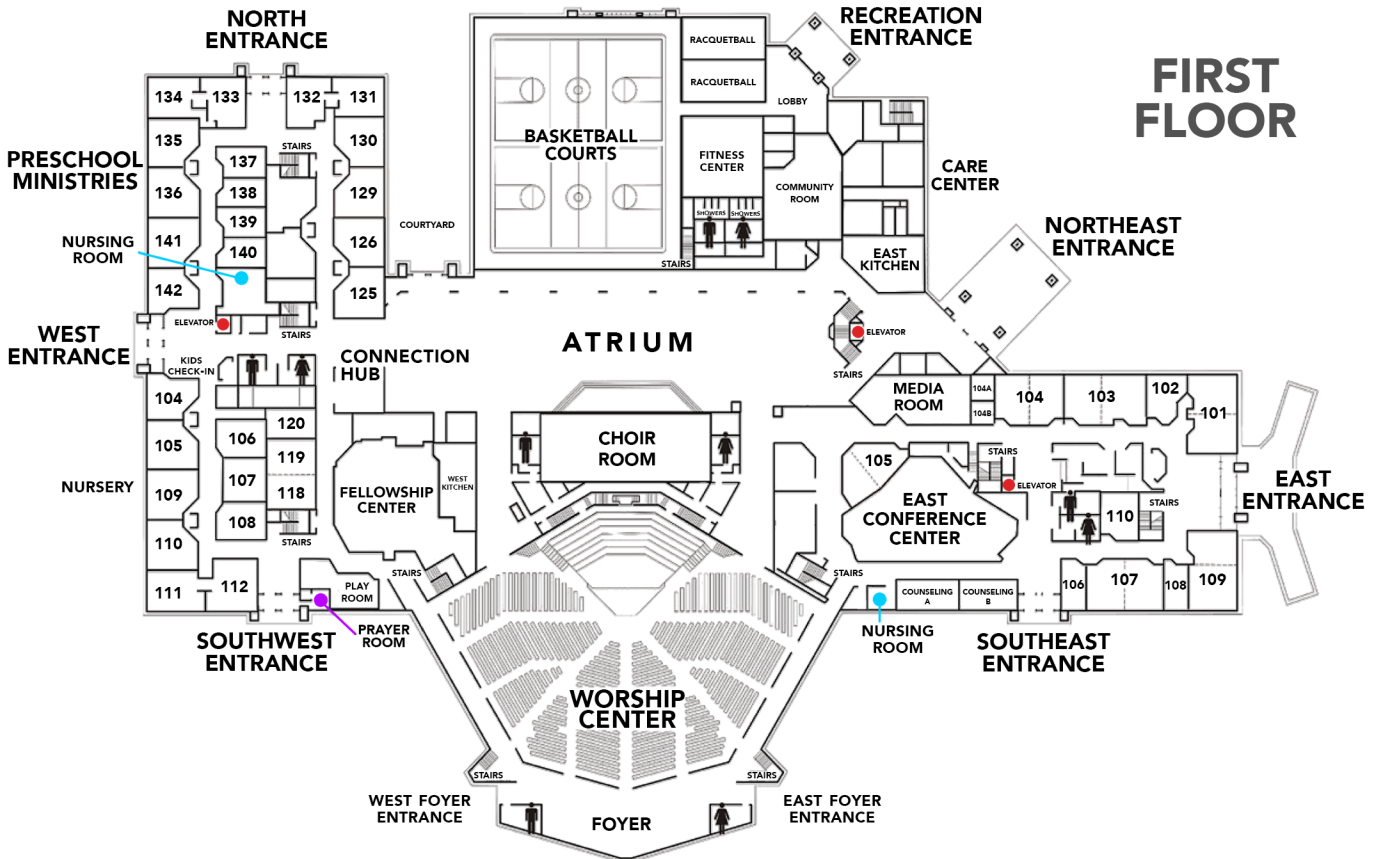 NORTH
ENTRANCE
RECREATION
ENTRANCE
FIRST
FLOOR
134
133
132
131
RACQUETBALL
RACQUETBALL
LOBBY
135
130
STAIRS
BASKETBALL
COURTS
FITNESS
CENTER
PRESCHOOL
MINISTRIES
137
136
138
129
CARE
CENTER
COMMUNITY
ROOM
139
SHOWERS
SHOWERS
COURTYARD
NURSING
ROOM
141
140
126
NORTHEAST
ENTRANCE
EAST
KITCHEN
STAIRS
142
125
ELEVATOR
STAIRS
WEST
ENTRANCE
ATRIUM
ELEVATOR
CONNECTION
HUB
KIDS
CHECK-IN
STAIRS
104
MEDIA
ROOM
104A
104B
104
103
102
101
120
105
106
119
CHOIR
ROOM
STAIRS
105
NURSERY
107
109
118
FELLOWSHIP
CENTER
WEST
KITCHEN
ELEVATOR
EAST
CONFERENCE
CENTER
EAST
ENTRANCE
STAIRS
110
108
110
STAIRS
STAIRS
STAIRS
111
112
PLAY
ROOM
COUNSELING
A
COUNSELING
B
106
107
108
109
PRAYER
ROOM
SOUTHWEST
ENTRANCE
NURSING
ROOM
SOUTHEAST
ENTRANCE
WORSHIP
CENTER
STAIRS
STAIRS
WEST FOYER
ENTRANCE
EAST FOYER
ENTRANCE
FOYER